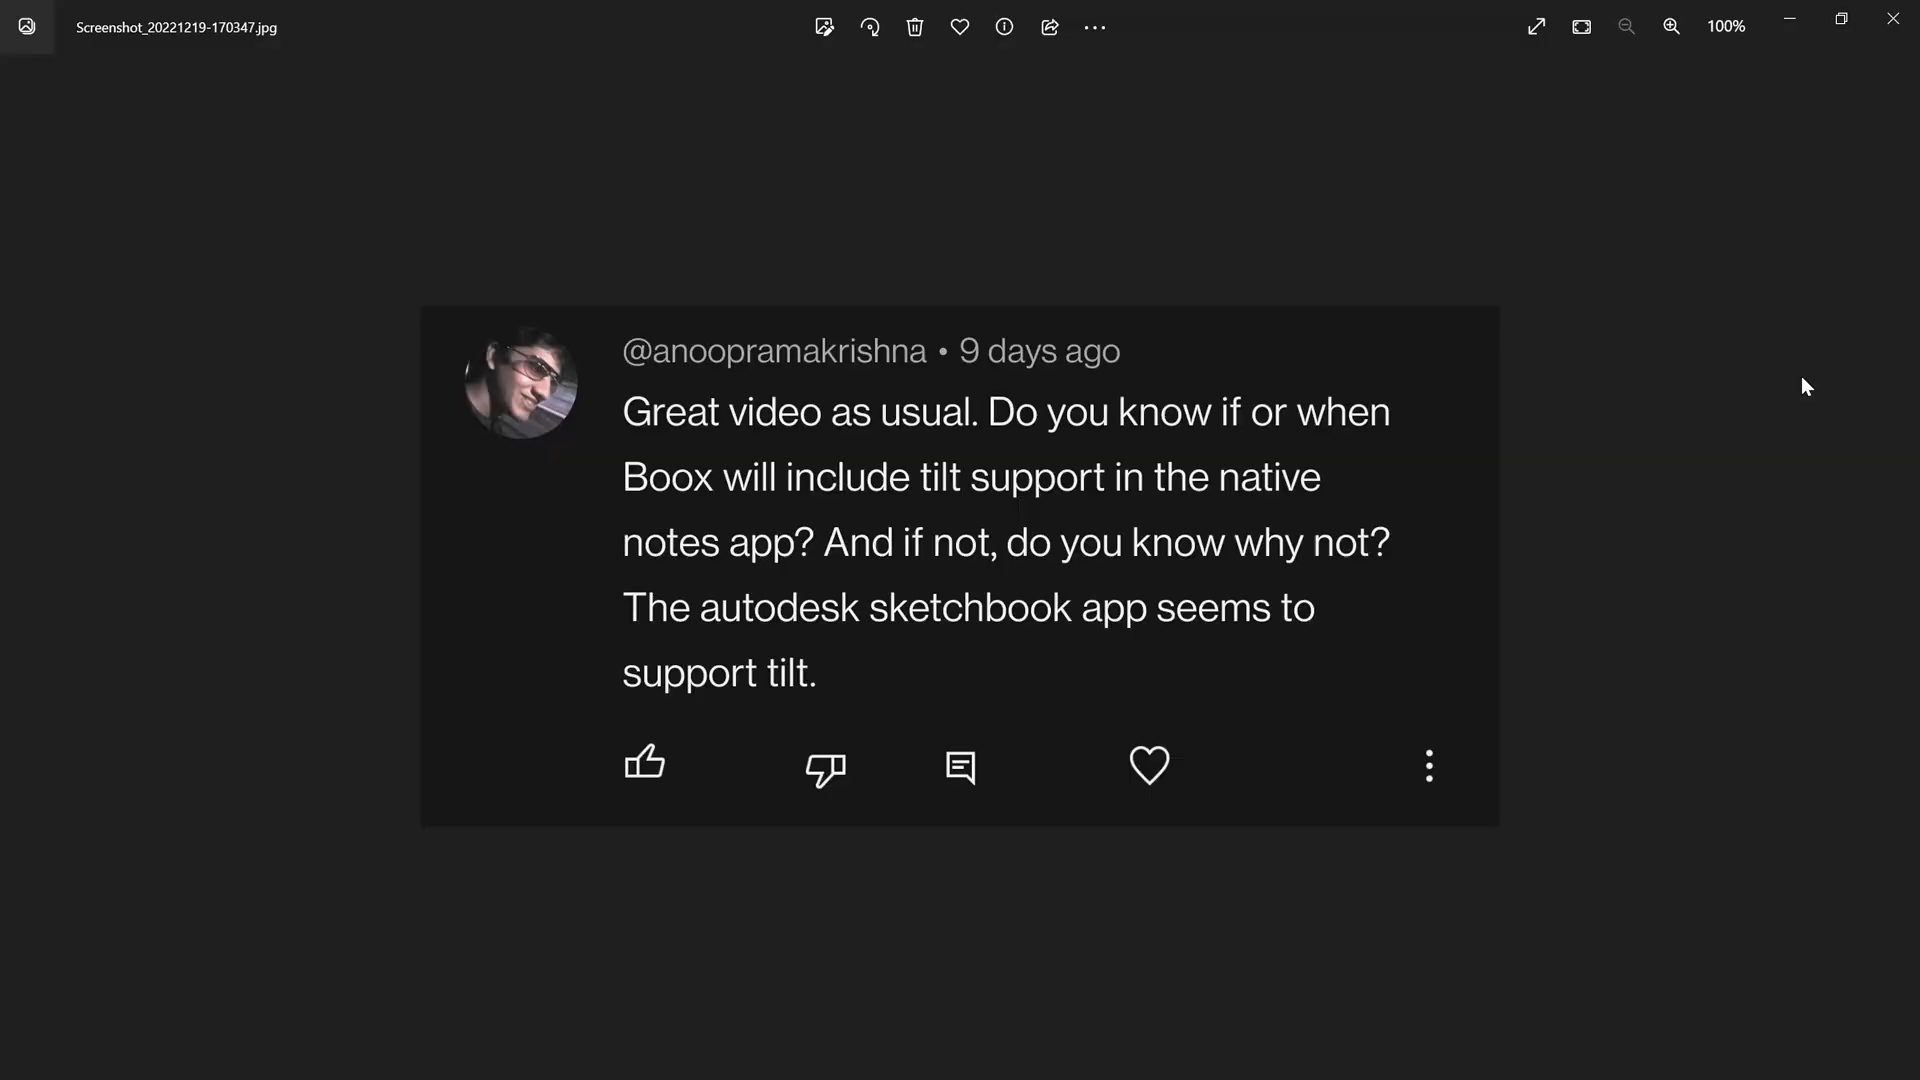 Screenshot_20221219-170347.jpg
100%
@anoopramakrishna • 9 days ago
Great video as usual. Do you know if or when
Boox will include tilt support in the native
notes app? And if not, do you know why not?
The autodesk sketchbook app seems to
support tilt.